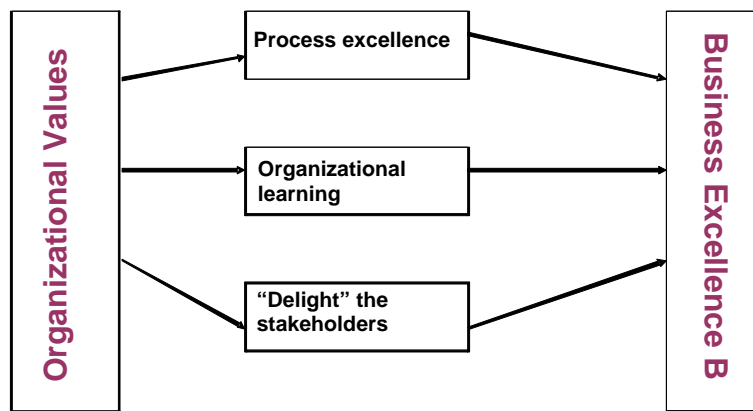 Organizational Values
Process excellence
Organizational
learning
“Delight” the
stakeholders
Business Excellence B